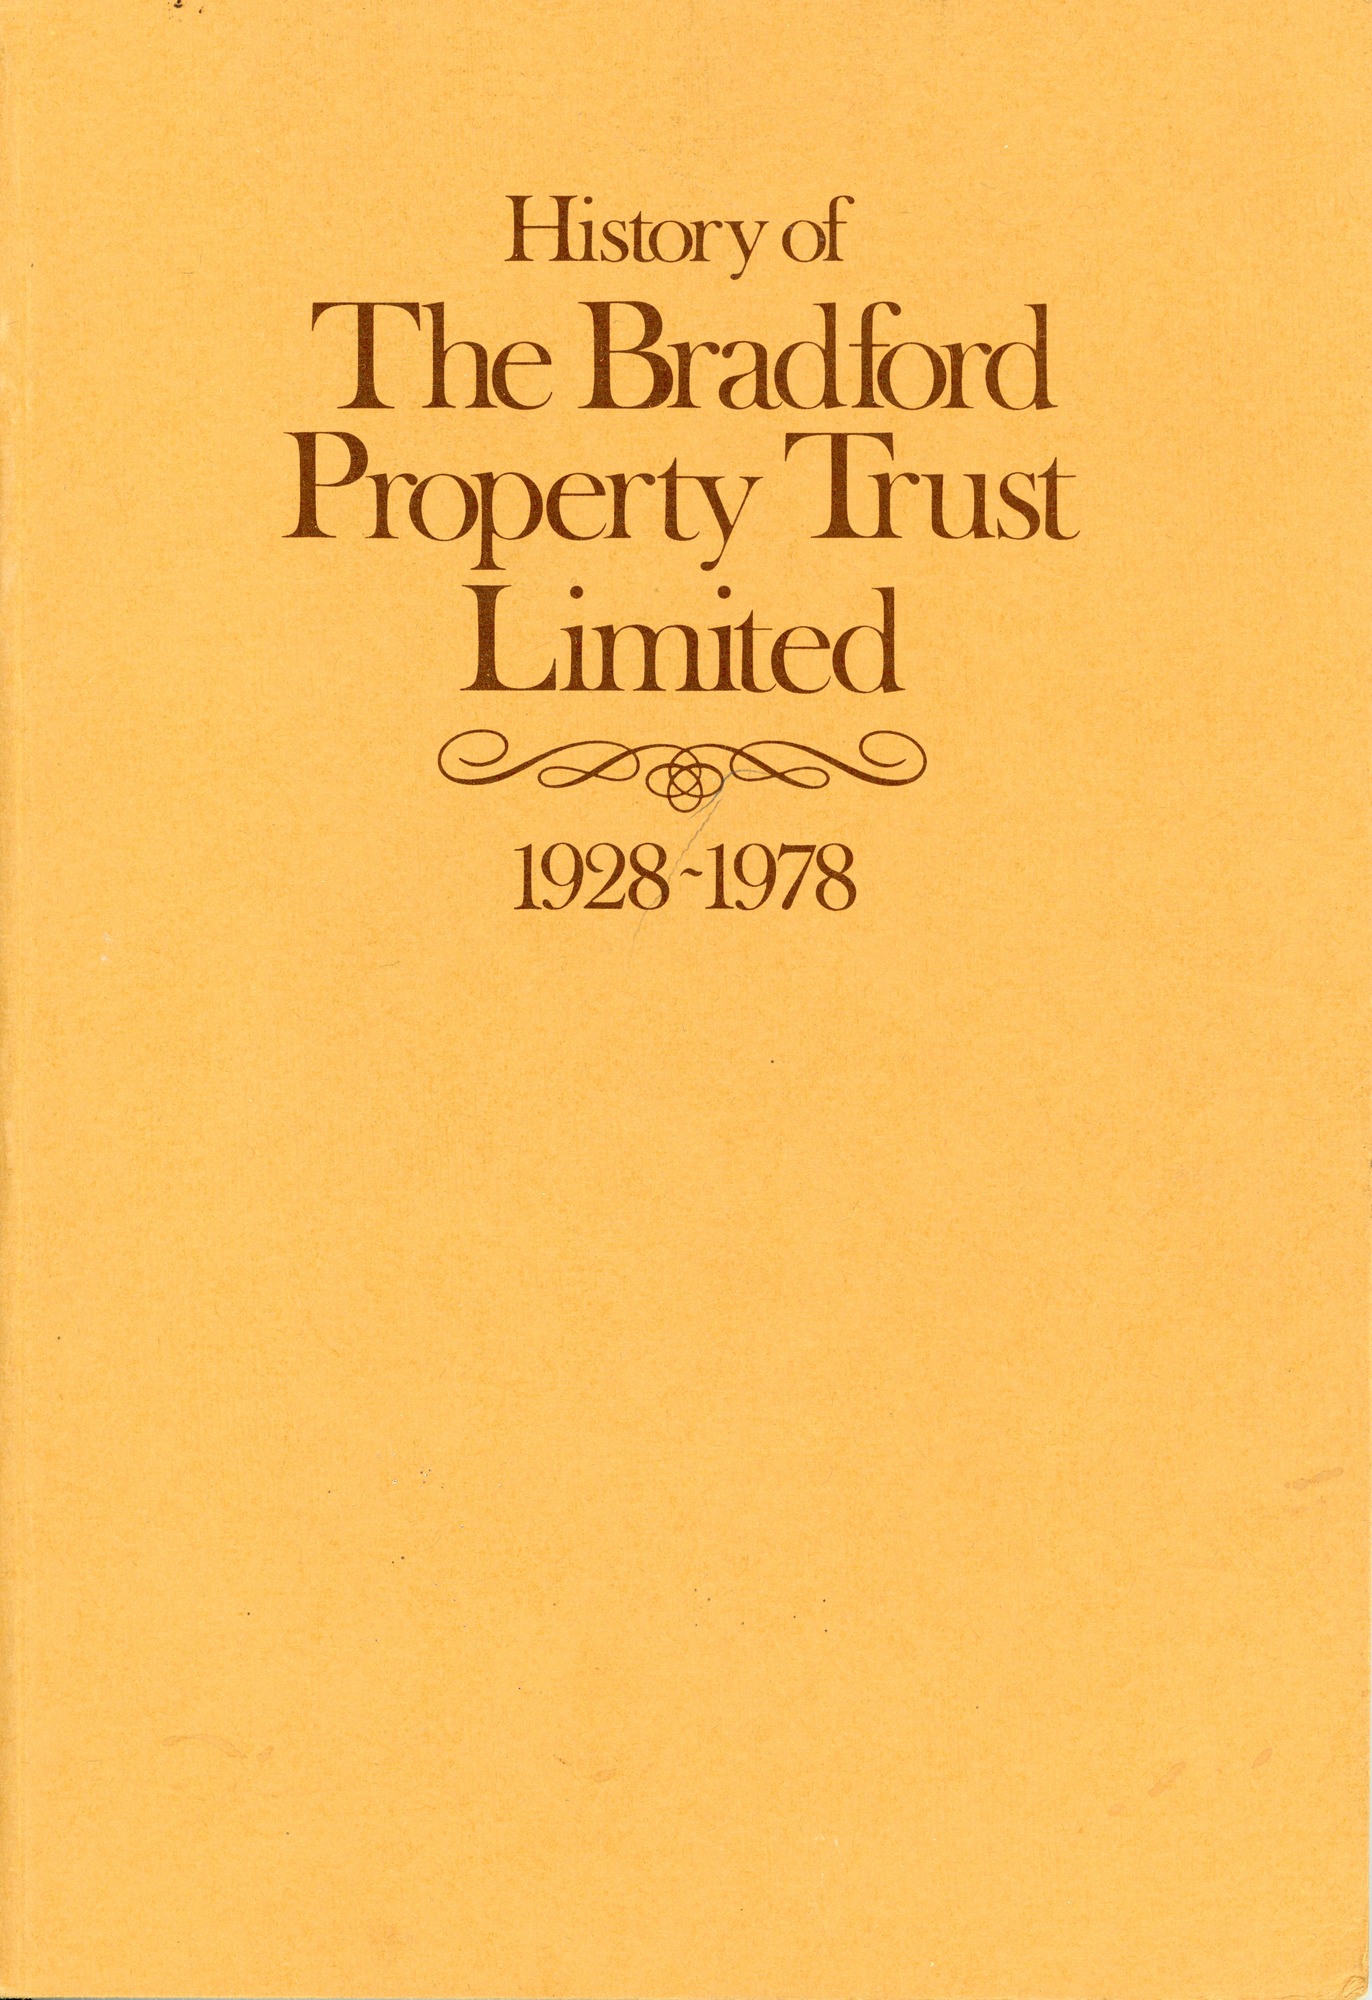 History of
The Bradford
Property Trust
Limited
1928-1978